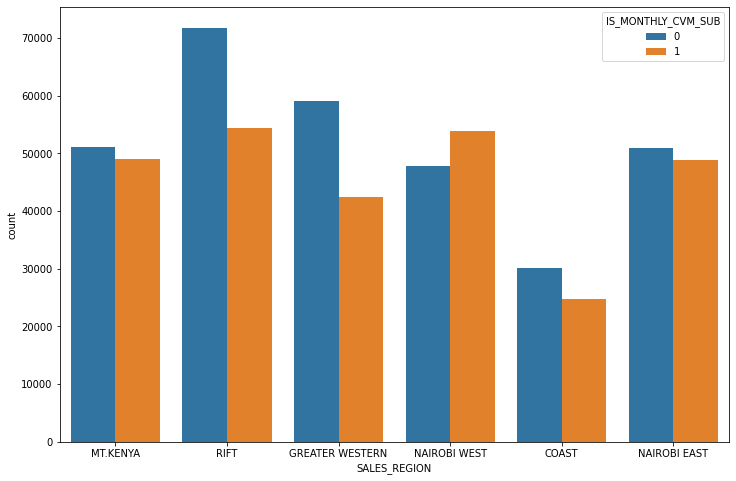 IS_MONTHLY_CVM_SUB
0
1
70000
60000
50000
40000
30000
20000
10000
0
count
MT.KENYA RIFT GREATER WESTERN NAIROBI WEST COAST NAIROBI EAST
SALES_REGION